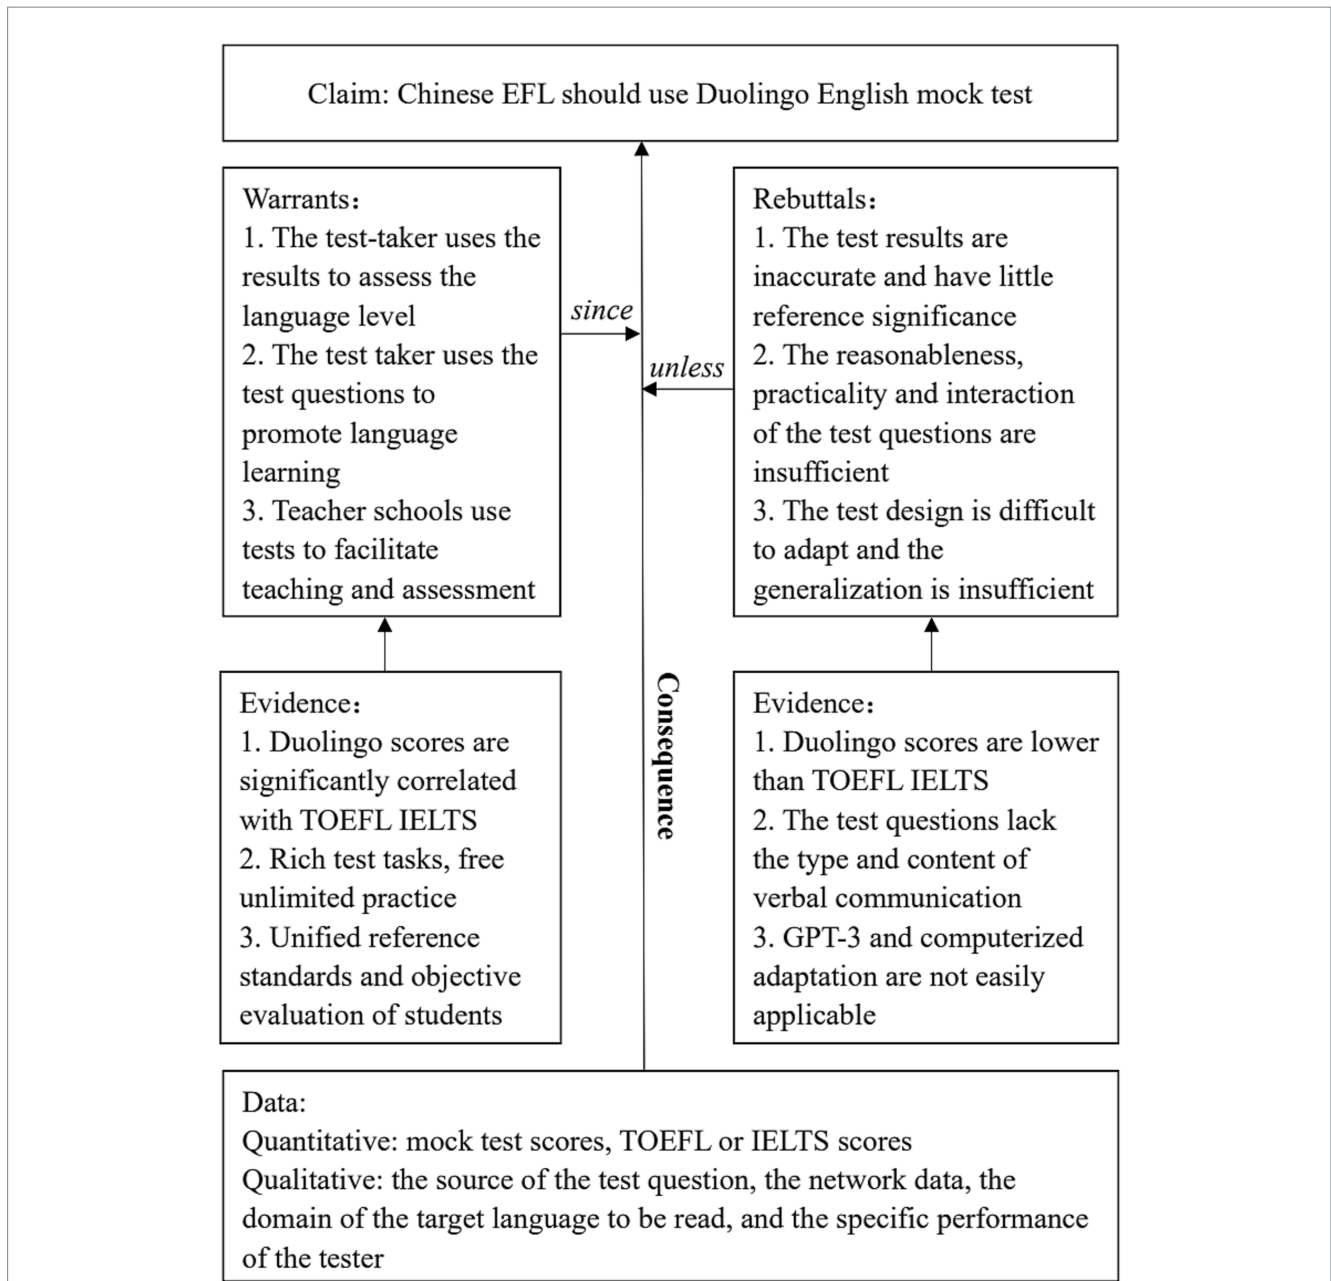 Claim: Chinese EFL should use Duolingo English mock test
Warrants：
1. The test-taker uses the
results to assess the
language level
2. The test taker uses the
test questions to
promote language
learning
3. Teacher schools use
tests to facilitate
teaching and assessment
since
unless
Rebuttals：
1. The test results are
inaccurate and have little
reference significance
2. The reasonableness,
practicality and interaction
of the test questions are
insufficient
3. The test design is difficult
to adapt and the
generalization is insufficient
Evidence：
1. Duolingo scores are
significantly correlated
with TOEFL IELTS
2. Rich test tasks, free
unlimited practice
3. Unified reference
standards and objective
evaluation of students
Consequence
Evidence：
1. Duolingo scores are lower
than TOEFL IELTS
2. The test questions lack
the type and content of
verbal communication
3. GPT-3 and computerized
adaptation are not easily
applicable
Data:
Quantitative: mock test scores, TOEFL or IELTS scores
Qualitative: the source of the test question, the network data, the
domain of the target language to be read, and the specific performance
of the tester